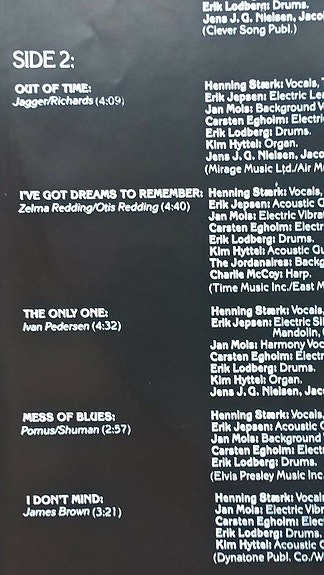 Erik Lodberg: Drums.
Jens J. G. Nielsen, Jaco
(Clever Song Publ.)
SIDE 2:
OUT OF TIME:
Jagger/Richards (4:09)
Henning Stærk: Vocals,
Erik Jepsen: Electric Lea
Jan Mols: Background V
Carsten Egholm: Electri
Erik Lodberg: Drums.
Kim Hyttel: Organ.
Jens J. G. Nielsen, Jaco
(Mirage Music Ltd./Air M
I'VE GOT DREAMS TO REMEMBER:
Zelma Redding/Otis Redding (4:40)
Henning Stærk: Vocals,
Erik Jepsen: Acoustic G
Jan Mols: Electric Vibra
Carsten Egholm: Electri
Erik Lodberg: Drums.
Kim Hyttel: Acoustic Gu
The Jordanaires: Backg
Charlie McCoy: Harp.
(Time Music Inc./East M
THE ONLY ONE:
Ivan Pedersen (4:32)
Henning Stærk: Vocals,
Erik Jepsen: Electric Sli
Mandolin,
Jan Mols: Harmony Voc
Carsten Egholm: Electri
Erik Lodberg: Drums.
Kim Hyttel: Organ.
Jens J. G. Nielsen, Jaco
MESS OF BLUES:
Pomus/Shuman (2:57)
Henning Stærk: Vocals,
Erik Jepsen: Acoustic G
Jan Mols: Background
Carsten Egholm: Electri
Erik Lodberg: Drums.
(Elvis Presley Music Inc.
I DON'T MIND:
James Brown (3:21)
Henning Stærk: Vocals
Jan Mols: Electric Vibr
Carsten Egholm: Elect
Erik Lodberg: Drums.
Kim Hyttel: Acoustic G
(Dynatone Publ. Co./W